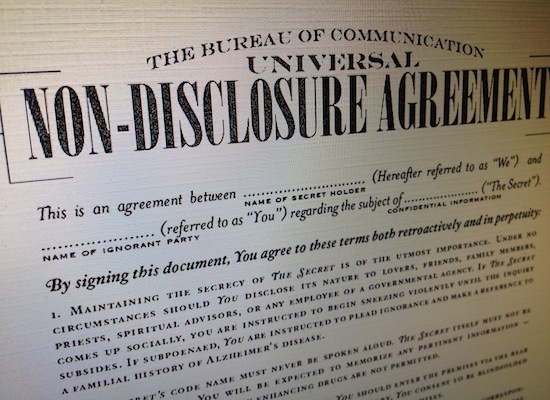 THE BUREAU OF COMMUNICATION
UNIVERSAL
NON-DISCLOSURE AGREEMENT
This is an agreement between ........................ (Hereafter referred to as “We”) and
NAME OF SECRET HOLDER
........................ (referred to as “You”) regarding the subject of ........................ (“The Secret”).
NAME OF IGNORANT PARTY CONFIDENTIAL INFORMATION
By signing this document, You agree to these terms both retroactively and in perpetuity:
1. MAINTAINING THE SECRECY OF THE SECRET IS OF THE UTMOST IMPORTANCE. UNDER NO
CIRCUMSTANCES SHOULD YOU DISCLOSE ITS NATURE TO LOVERS, FRIENDS, FAMILY MEMBERS,
PRIESTS, SPIRITUAL ADVISORS, OR ANY EMPLOYEE OF A GOVERNMENTAL AGENCY. IF THE SECRET
COMES UP SOCIALLY, YOU ARE INSTRUCTED TO BEGIN SNEEZING VIOLENTLY UNTIL THE INQUIRY
SUBSIDES. IF SUBPOENAED, YOU ARE INSTRUCTED TO PLEAD IGNORANCE AND MAKE A REFERENCE TO
A FAMILIAL HISTORY OF ALZHEIMER'S DISEASE.
RET'S CODE NAME MUST NEVER BE SPOKEN ALOUD. THE SECRET ITSELF MUST NOT BE
YOU WILL BE EXPECTED TO MEMORIZE ANY PERTINENT INFORMATION —
ENHANCING DRUGS ARE NOT PERMITTED.
YOU SHOULD ENTER THE PREMISES VIA THE REAR
YOU CONSENT TO BE BLINDFOLDED